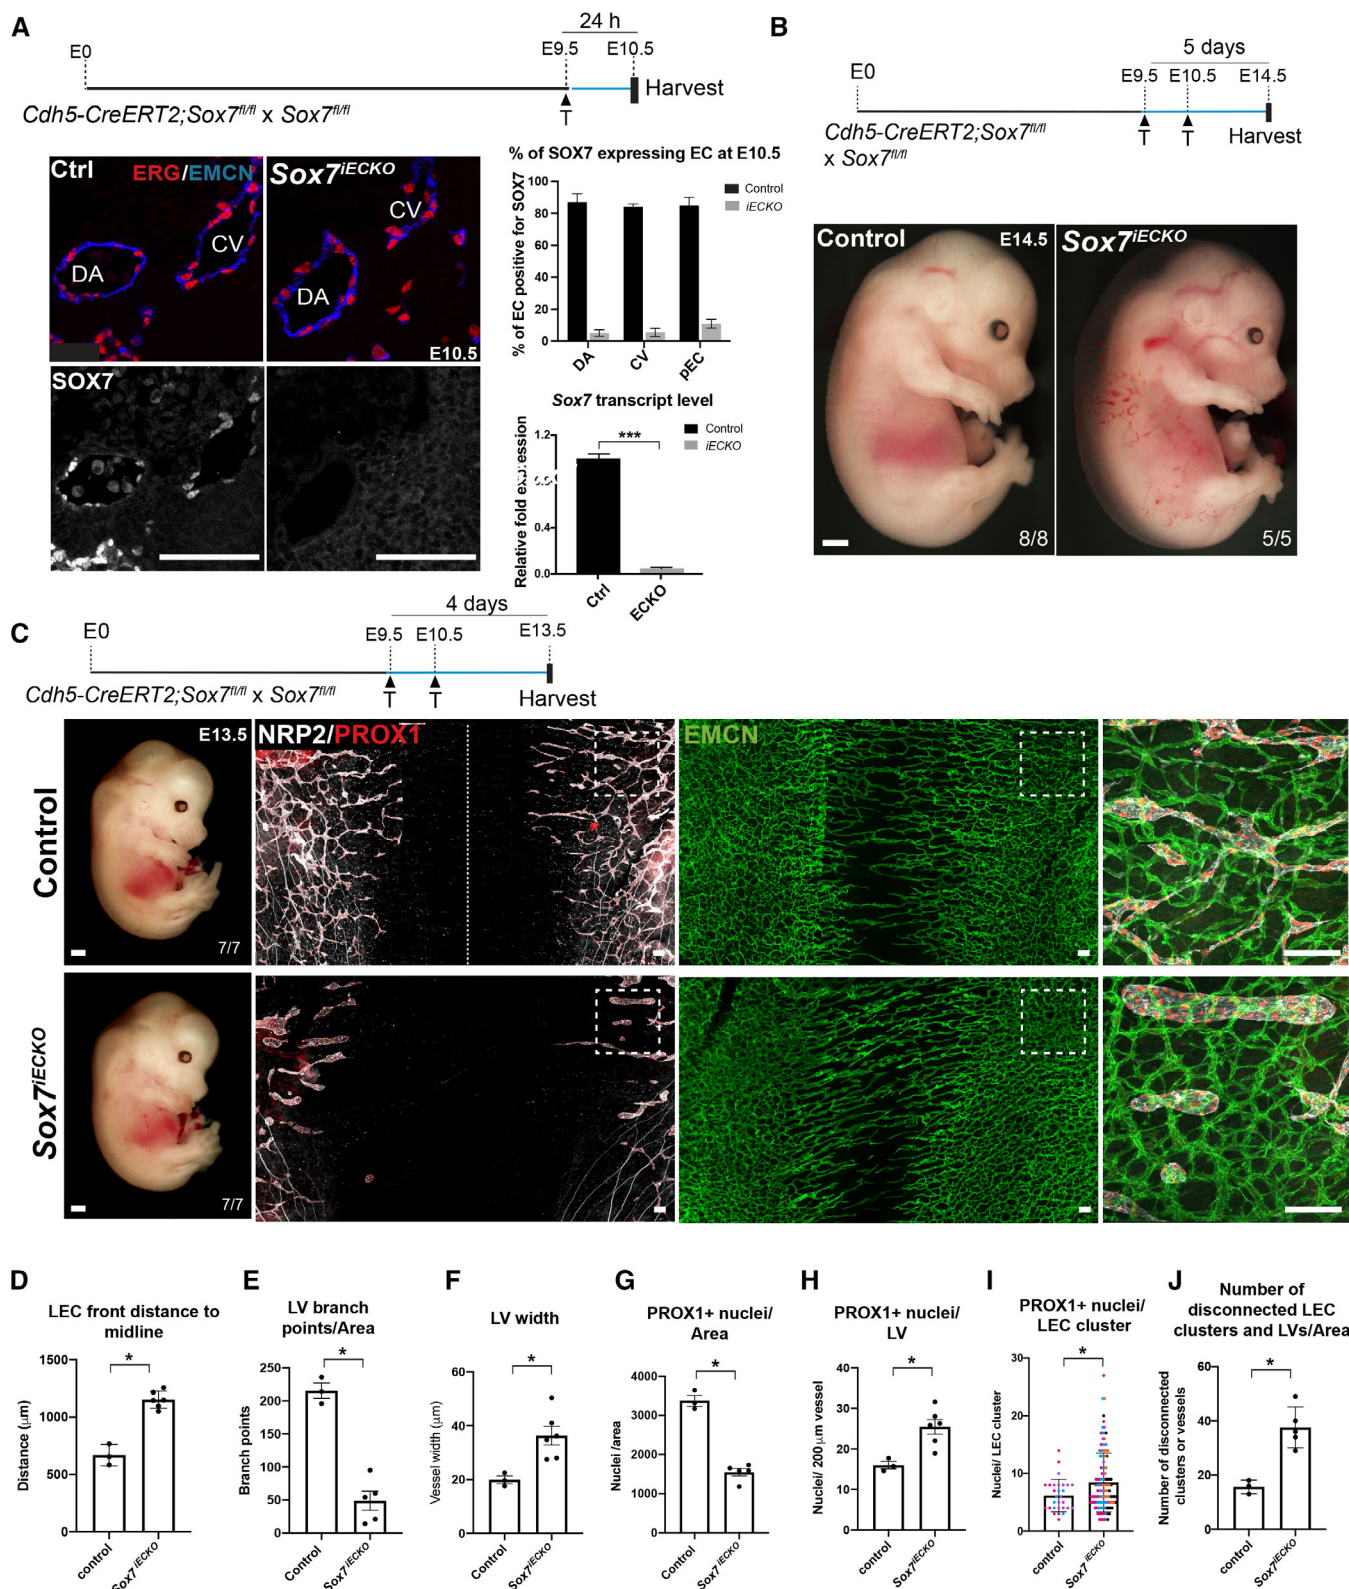 A
24 h
E0
E9.5
E10.5
Harvest
T
Cdh5-CreERT2;Sox7fl/fl x Sox7fl/fl
Ctrl
ERG/EMCN
Sox7iECKO
DA
CV
DA
CV
E10.5
SOX7
% of SOX7 expressing EC at E10.5
% of EC positive for SOX7
100
80
60
40
20
0
DA
CV
pEC
Control
iECKO
Sox7 transcript level
Relative fold expression
1.2
0.4
0.0
***
Ctrl
ECKO
Control
iECKO
B
5 days
E0
E9.5
E10.5
E14.5
T
T
Harvest
Cdh5-CreERT2;Sox7fl/fl
x Sox7fl/fl
Control
E14.5
Sox7iECKO
8/8
5/5
C
4 days
E0
E9.5
E10.5
E13.5
T
T
Harvest
Cdh5-CreERT2;Sox7fl/fl x Sox7fl/fl
Control
E13.5
7/7
NRP2/PROX1
EMCN
Sox7iECKO
7/7
D
LEC front distance to
midline
Distance (μm)
1500
1000
500
0
*
control
Sox7iECKO
E
LV branch
points/Area
Branch points
250
200
150
100
50
0
*
Control
Sox7iECKO
F
LV width
Vessel width (μm)
60
40
20
0
*
Control
Sox7iECKO
G
PROX1+ nuclei/
Area
Nuclei /area
4000
3000
2000
1000
0
*
Control
Sox7iECKO
H
PROX1+ nuclei/
LV
Nuclei/ 200μm vessel
40
30
20
10
0
*
control
Sox7iECKO
I
PROX1+ nuclei/
LEC cluster
Nuclei/ LEC cluster
30
20
10
0
*
control
Sox7iECKO
J
Number of
disconnected LEC
clusters and LVs/Area
Number of disconnected
clusters or vessels
60
40
20
0
*
control
Sox7iECKO